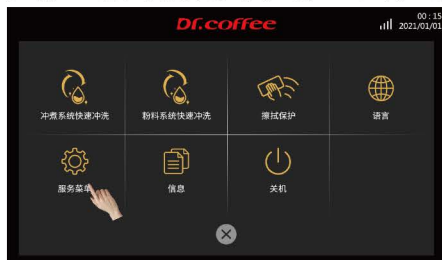 Dr.coffee
00:15
2021/01/01
冲煮系统快速冲洗
粉料系统快速冲洗
擦拭保护
语言
服务菜单
信息
关机